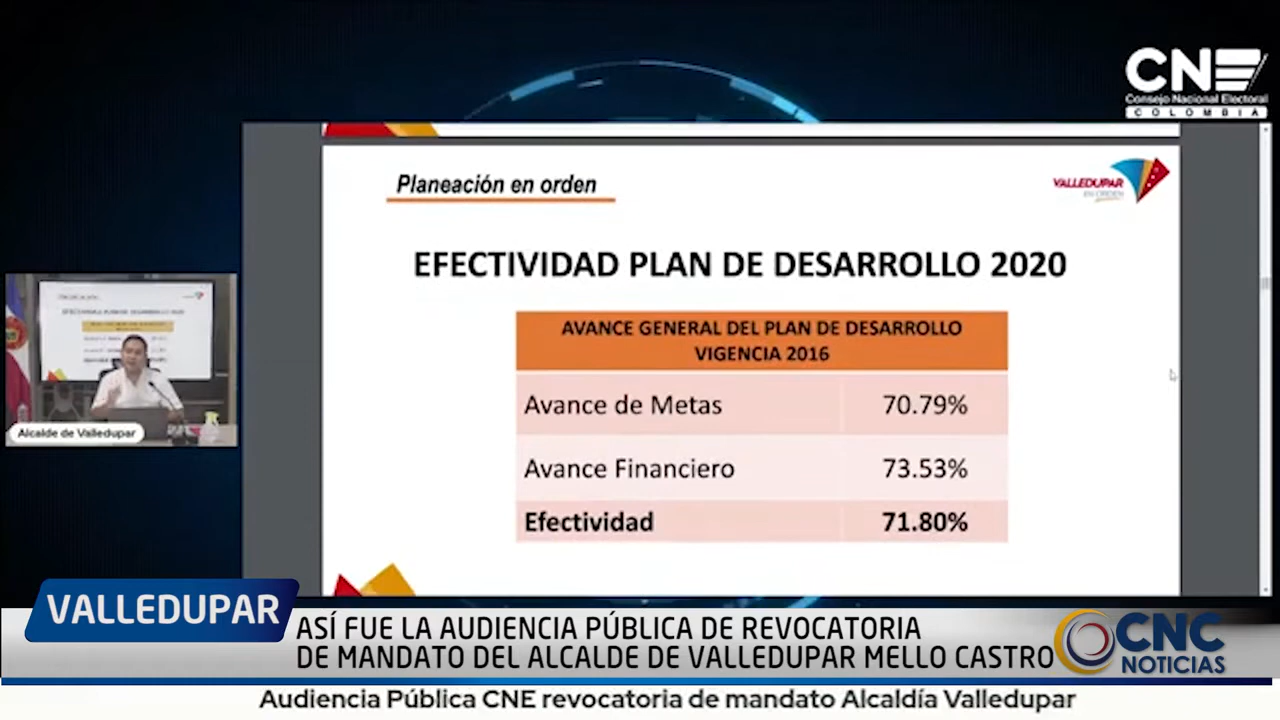 CNE
Consejo Nacional Electoral
COLOMBIA
Planeación en orden
VALLEDUPAR
EN ORDEN
EFECTIVIDAD PLAN DE DESARROLLO 2020
AVANCE GENERAL DEL PLAN DE DESARROLLO
VIGENCIA 2016
Avance de Metas 70.79%
Avance Financiero 73.53%
Efectividad 71.80%
Alcalde de Valledupar
VALLEDUPAR
ASÍ FUE LA AUDIENCIA PÚBLICA DE REVOCATORIA
DE MANDATO DEL ALCALDE DE VALLEDUPAR MELLO CASTRO
CNC
NOTICIAS
Audiencia Pública CNE revocatoria de mandato Alcaldía Valledupar